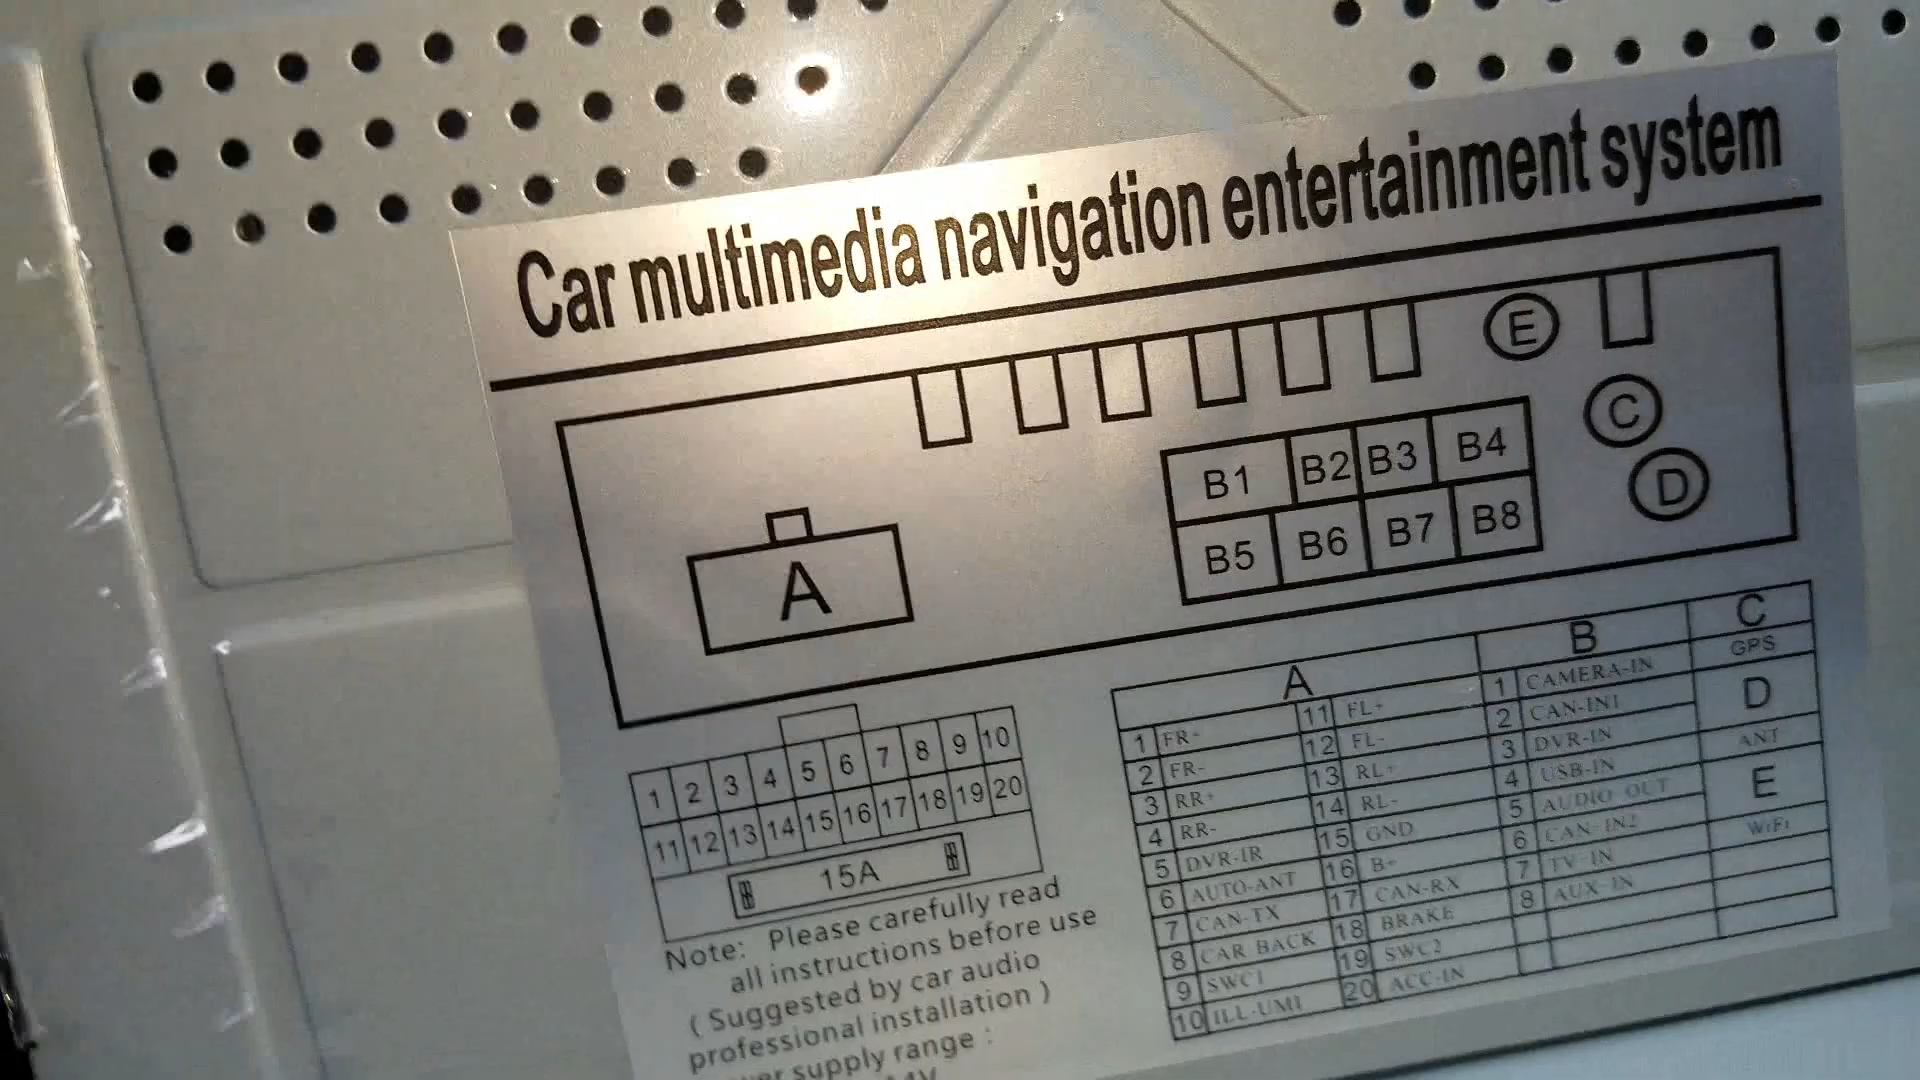 Car multimedia navigation entertainment system
E
C
D
B1 B2 B3 B4
B5 B6 B7 B8
A
1 2 3 4 5 6 7 8 9 10
11 12 13 14 15 16 17 18 19 20
15A
Note: Please carefully read
all instructions before use
( Suggested by car audio
professional installation )
supply range :
A
1 FR- 11 FL+
2 FR- 12 FL-
3 RR+ 13 RL+
4 RR- 14 RL-
5 DVR-IR 15 GND
6 AUTO-ANT 16 B+
7 CAN-TX 17 CAN-RX
8 CAR BACK 18 BRAKE
9 SWC1 19 SWC2
10 ILL-UMI 20 ACC-IN
B
1 CAMERA-IN
2 CAN-IN1
3 DVR-IN
4 USB-IN
5 AUDIO OUT
6 CAN-IN2
7 TV-IN
8 AUX-IN
C
GPS
D
ANT
E
WiFi